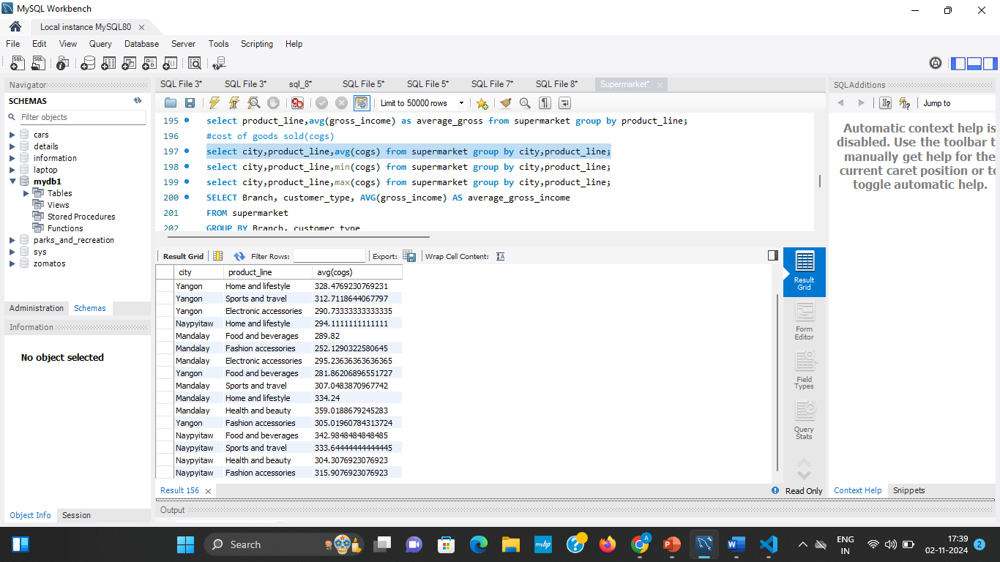 MySQL Workbench
Local instance MySQL80
File Edit View Query Database Server Tools Scripting Help
Navigator
SCHEMAS
Filter objects
cars
details
information
laptop
mydb1
Tables
Views
Stored Procedures
Functions
parks_and_recreation
sys
zomatos
Administration Schemas
Information
No object selected
Object Info Session
SQL File 3* SQL File 3* sql_8* SQL File 5* SQL File 5* SQL File 7* SQL File 8* Supermarket*
Limit to 50000 rows
195 select product_line,avg(gross_income) as average_gross from supermarket group by product_line;
196 #cost of goods sold(cogs)
197 select city,product_line,avg(cogs) from supermarket group by city,product_line;
198 select city,product_line,min(cogs) from supermarket group by city,product_line;
199 select city,product_line,max(cogs) from supermarket group by city,product_line;
200 SELECT Branch, customer_type, AVG(gross_income) AS average_gross_income
201 FROM supermarket
202 GROUP BY Branch, customer_type
Result Grid Filter Rows: Export: Wrap Cell Content:
city product_line avg(cogs)
Yangon Home and lifestyle 328.4769230769231
Yangon Sports and travel 312.7118644067797
Yangon Electronic accessories 290.73333333333335
Naypyitaw Home and lifestyle 294.1111111111111
Mandalay Food and beverages 289.82
Mandalay Fashion accessories 252.1290322580645
Mandalay Electronic accessories 295.23636363636365
Yangon Food and beverages 281.86206896551727
Mandalay Sports and travel 307.0483870967742
Mandalay Home and lifestyle 334.24
Mandalay Health and beauty 359.0188679245283
Yangon Fashion accessories 305.01960784313724
Naypyitaw Food and beverages 342.9848484848485
Naypyitaw Sports and travel 333.64444444444445
Naypyitaw Health and beauty 304.3076923076923
Naypyitaw Fashion accessories 315.9076923076923
Result Grid
Form Editor
Field Types
Query Stats
Result 156
Read Only
Output
SQLAdditions
Jump to
Automatic context help is
disabled. Use the toolbar t
manually get help for the
current caret position or to
toggle automatic help.
Context Help Snippets
Search
ENG
IN
17:39
02-11-2024
2